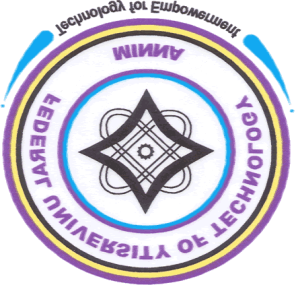 FEDERAL UNIVERSITY OF TECHNOLOGY
MINNA
Technology for Empowerment